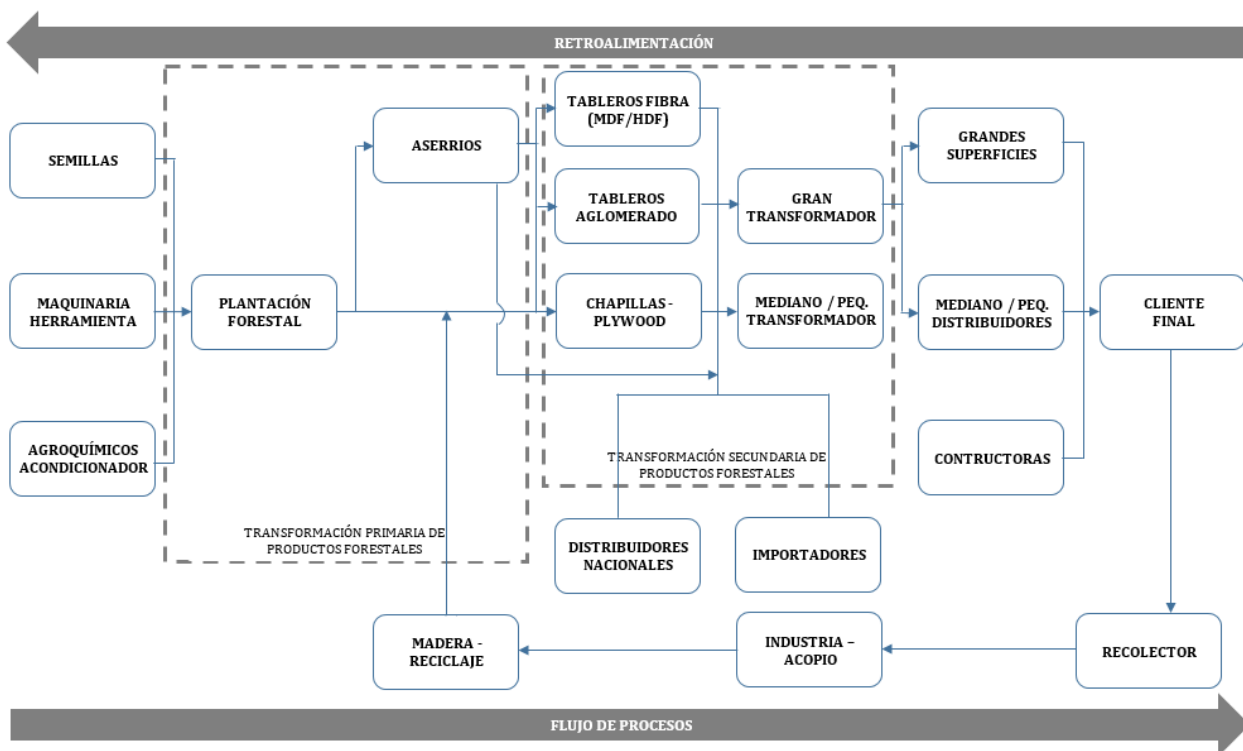 RETROALIMENTACIÓN
TABLEROS FIBRA
(MDF/HDF)
SEMILLAS
ASERRIOS
GRANDES
SUPERFICIES
TABLEROS
AGLOMERADO
GRAN
TRANSFORMADOR
MAQUINARIA
HERRAMIENTA
PLANTACIÓN
FORESTAL
CHAPILLAS -
PLYWOOD
MEDIANO / PEQ.
TRANSFORMADOR
MEDIANO / PEQ.
DISTRIBUIDORES
CLIENTE
FINAL
AGROQUÍMICOS
ACONDICIONADOR
TRANSFORMACIÓN SECUNDARIA DE
PRODUCTOS FORESTALES
CONTRUCTORAS
TRANSFORMACIÓN PRIMARIA DE
PRODUCTOS FORESTALES
DISTRIBUIDORES
NACIONALES
IMPORTADORES
MADERA -
RECICLAJE
INDUSTRIA –
ACOPIO
RECOLECTOR
FLUJO DE PROCESOS